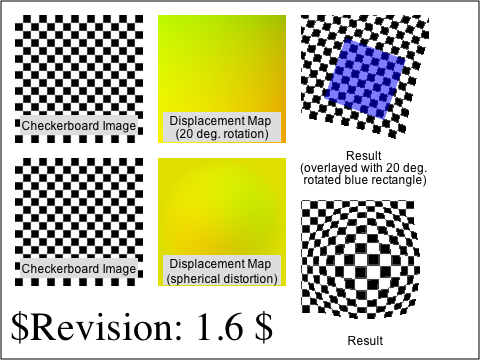 Checkerboard Image
Displacement Map
(20 deg. rotation)
Result
(overlayed with 20 deg.
rotated blue rectangle)
Checkerboard Image
Displacement Map
(spherical distortion)
Result
$Revision: 1.6 $